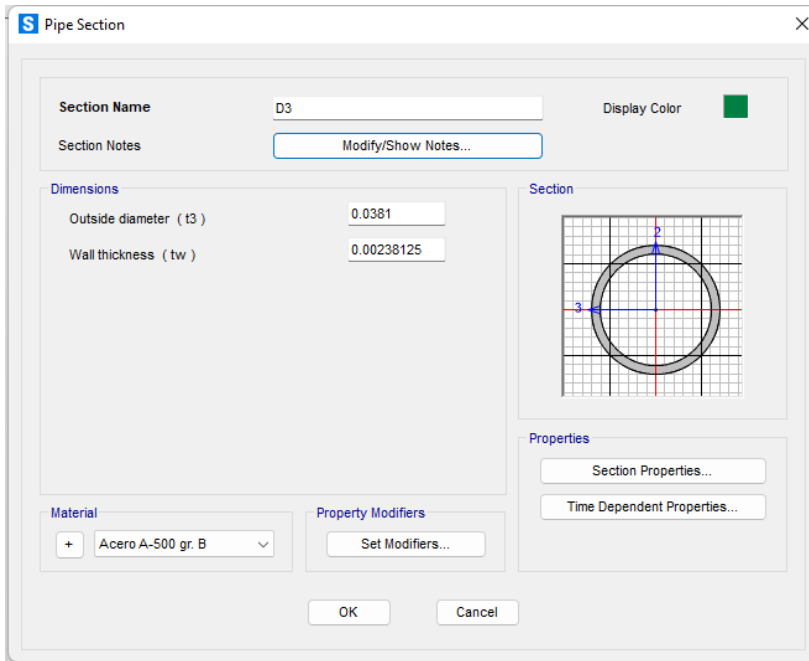 S Pipe Section
Section Name D3 Display Color
Section Notes Modify/Show Notes...
Dimensions
Outside diameter ( t3 ) 0.0381
Wall thickness ( tw ) 0.00238125
Section
2
3
Properties
Section Properties...
Time Dependent Properties...
Material
+ Acero A-500 gr. B
Property Modifiers
Set Modifiers...
OK Cancel